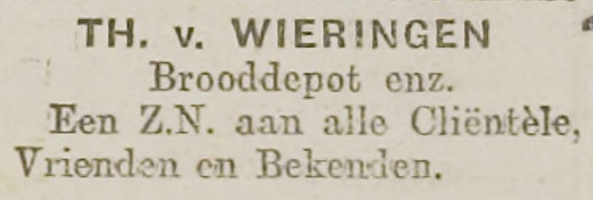 TH. v. WIERINGEN
Brooddepot enz.
Een Z.N. aan alle Cliëntèle,
Vrienden en Bekenden.